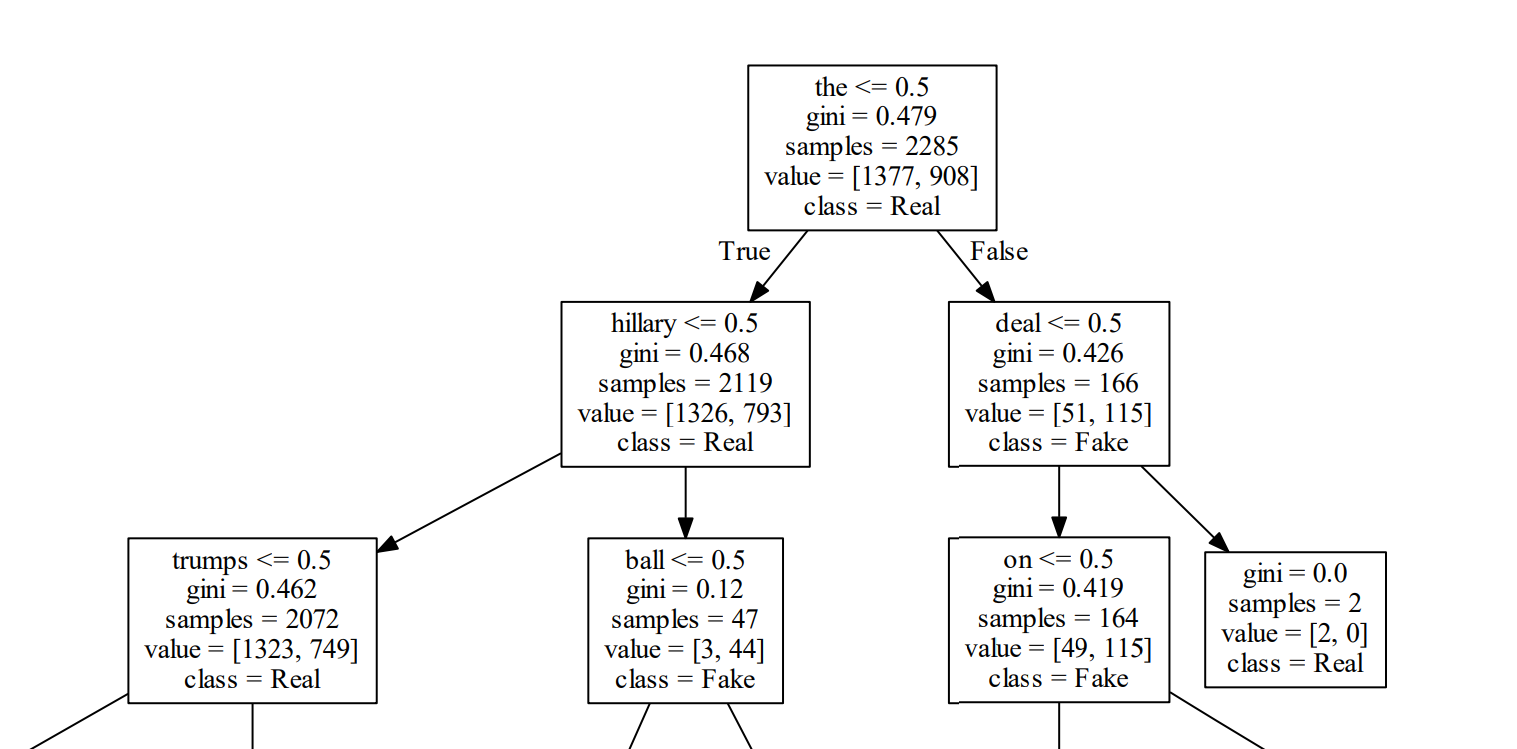 the <= 0.5
gini = 0.479
samples = 2285
value = [1377, 908]
class = Real
True
False
hillary <= 0.5
gini = 0.468
samples = 2119
value = [1326, 793]
class = Real
deal <= 0.5
gini = 0.426
samples = 166
value = [51, 115]
class = Fake
trumps <= 0.5
gini = 0.462
samples = 2072
value = [1323, 749]
class = Real
ball <= 0.5
gini = 0.12
samples = 47
value = [3, 44]
class = Fake
on <= 0.5
gini = 0.419
samples = 164
value = [49, 115]
class = Fake
gini = 0.0
samples = 2
value = [2, 0]
class = Real